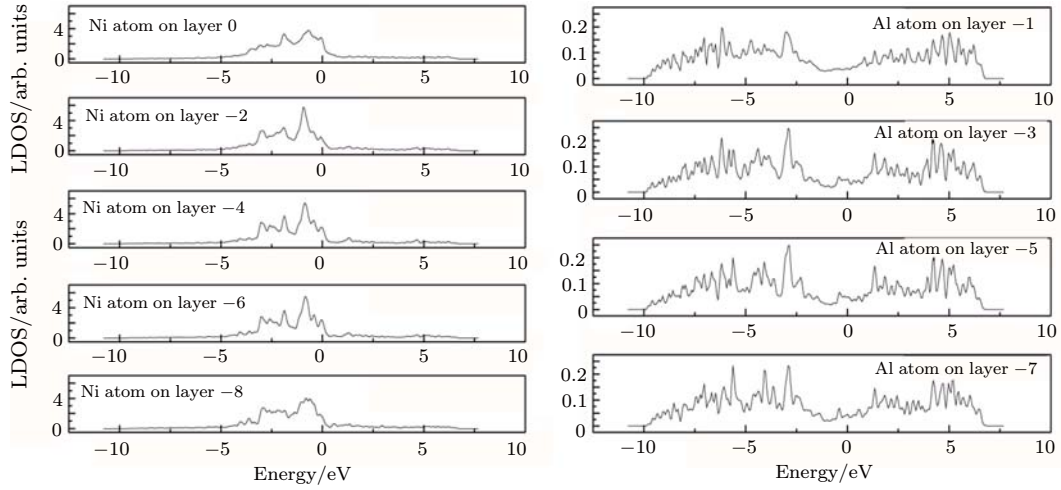 LDOS/arb. units
LDOS/arb. units
Ni atom on layer 0
4
0
−10 −5 0 5 10
Ni atom on layer −2
4
0
−10 −5 0 5 10
Ni atom on layer −4
4
0
−10 −5 0 5 10
Ni atom on layer −6
4
0
−10 −5 0 5 10
Ni atom on layer −8
4
0
−10 −5 0 5 10
Energy/eV
Al atom on layer −1
0.2
0.1
0
−10 −5 0 5 10
Al atom on layer −3
0.2
0.1
0
−10 −5 0 5 10
Al atom on layer −5
0.2
0.1
0
−10 −5 0 5 10
Al atom on layer −7
0.2
0.1
0
−10 −5 0 5 10
Energy/eV